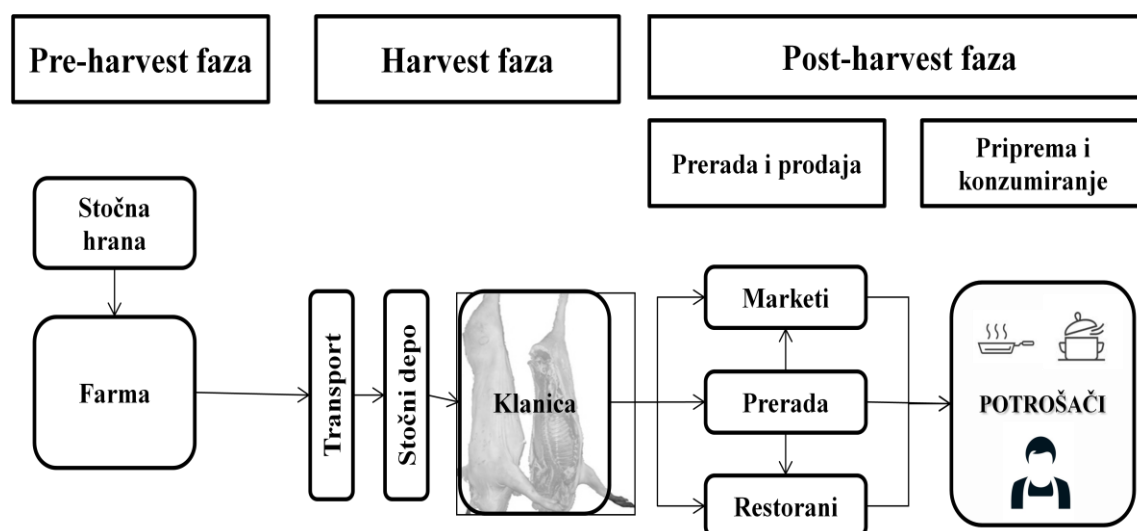 Pre-harvest faza
Harvest faza
Post-harvest faza
Prerada i prodaja
Priprema i
konzumiranje
Stočna
hrana
Farma
Transport
Stočni depo
Klanica
Marketi
Prerada
Restorani
POTROŠAČI